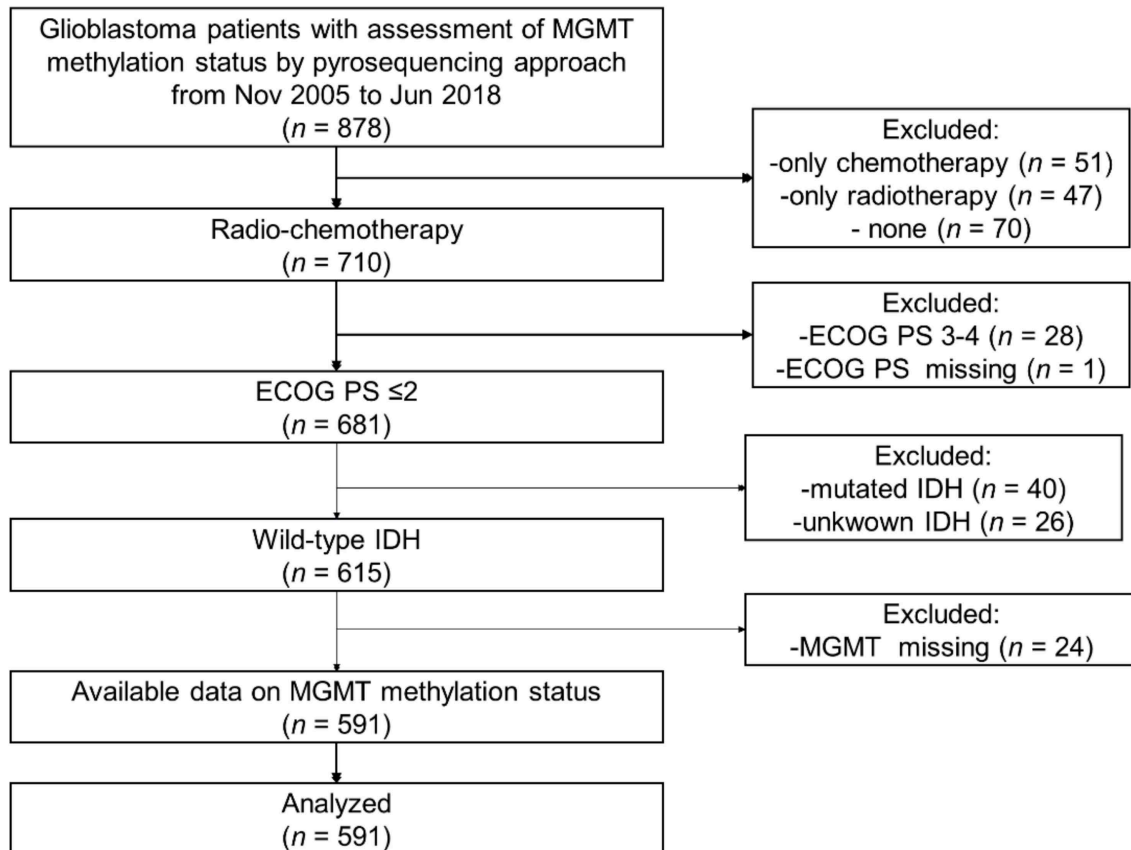 Glioblastoma patients with assessment of MGMT
methylation status by pyrosequencing approach
from Nov 2005 to Jun 2018
(n = 878)
Excluded:
-only chemotherapy (n = 51)
-only radiotherapy (n = 47)
- none (n = 70)
Radio-chemotherapy
(n = 710)
Excluded:
-ECOG PS 3-4 (n = 28)
-ECOG PS missing (n = 1)
ECOG PS ≤2
(n = 681)
Excluded:
-mutated IDH (n = 40)
-unkwown IDH (n = 26)
Wild-type IDH
(n = 615)
Excluded:
-MGMT missing (n = 24)
Available data on MGMT methylation status
(n = 591)
Analyzed
(n = 591)